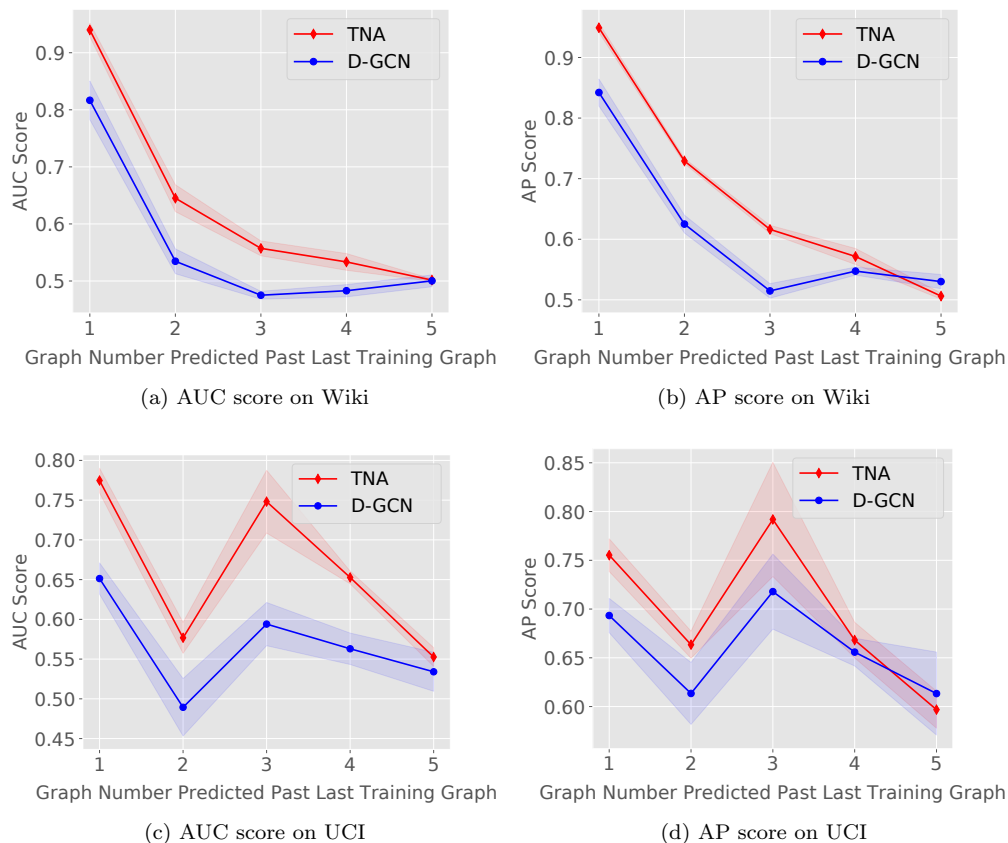 TNA
D-GCN
0.9
0.8
0.7
0.6
0.5
AUC Score
1 2 3 4 5
Graph Number Predicted Past Last Training Graph
(a) AUC score on Wiki
TNA
D-GCN
0.9
0.8
0.7
0.6
0.5
AP Score
1 2 3 4 5
Graph Number Predicted Past Last Training Graph
(b) AP score on Wiki
TNA
D-GCN
0.80
0.75
0.70
0.65
0.60
0.55
0.50
0.45
AUC Score
1 2 3 4 5
Graph Number Predicted Past Last Training Graph
(c) AUC score on UCI
TNA
D-GCN
0.85
0.80
0.75
0.70
0.65
0.60
AP Score
1 2 3 4 5
Graph Number Predicted Past Last Training Graph
(d) AP score on UCI